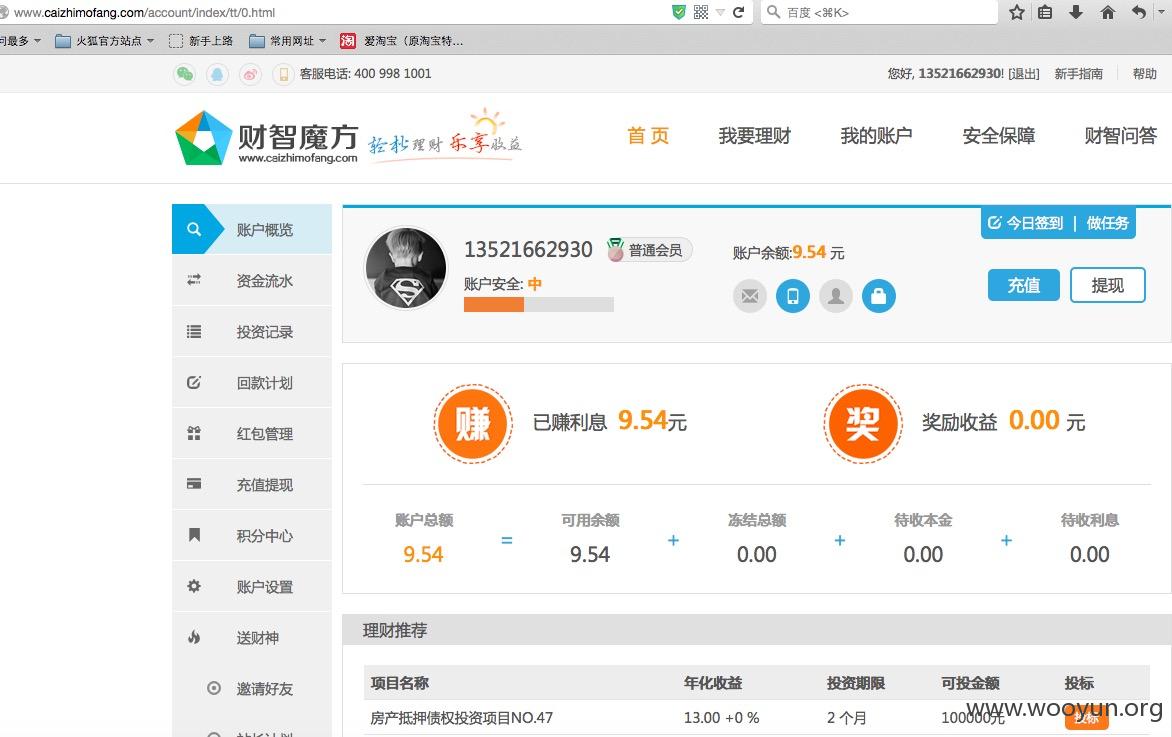 www.caizhimofang.com/account/index/tt/0.html
百度 <⌘K>
问最多
火狐官方站点
新手上路
常用网址
淘
爱淘宝（原淘宝特...
客服电话: 400 998 1001
您好, 13521662930! [退出]
新手指南
帮助
财智魔方
www.caizhimofang.com
轻松理财 乐享收益
首 页
我要理财
我的账户
安全保障
财智问答
账户概览
资金流水
投资记录
回款计划
红包管理
充值提现
积分中心
账户设置
送财神
邀请好友
站长计划
13521662930
普通会员
账户安全: 中
账户余额:9.54 元
今日签到 | 做任务
充值
提现
赚
已赚利息 9.54元
奖
奖励收益 0.00 元
账户总额
可用余额
冻结总额
待收本金
待收利息
9.54 = 9.54 + 0.00 + 0.00 + 0.00
理财推荐
项目名称 年化收益 投资期限 可投金额 投标
房产抵押债权投资项目NO.47 13.00 +0 % 2 个月 100000元 投标
www.wooyun.org